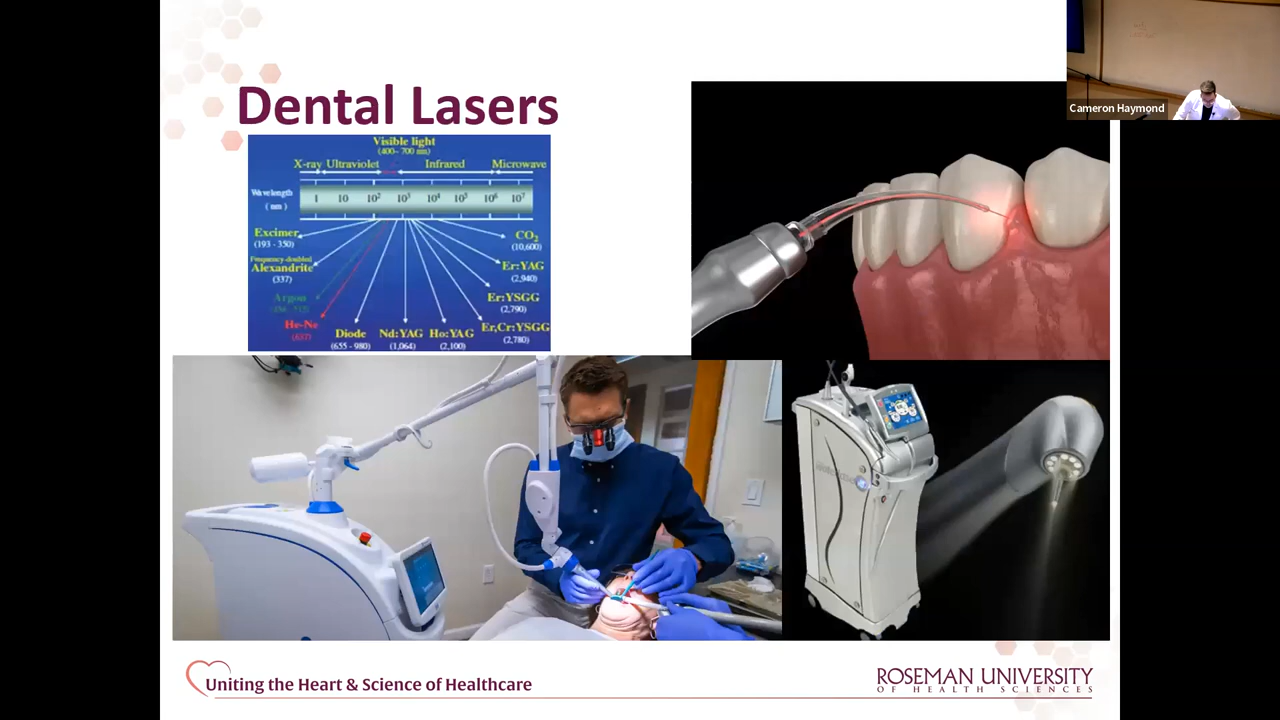 Dental Lasers
Visible light
(400– 700 nm)
X-ray Ultraviolet Infrared Microwave
Wavelength
(nm)
1 10 10² 10³ 10⁴ 10⁵ 10⁶ 10⁷
Excimer
(193 - 350)
Frequency-doubled
Alexandrite
(337)
Argon
He-Ne
(637)
Diode
(655 - 980)
Nd:YAG
(1,064)
Ho:YAG
(2,100)
Er,Cr:YSGG
(2,780)
Er:YSGG
(2,790)
Er:YAG
(2,940)
CO₂
(10,600)
Cameron Haymond
Uniting the Heart & Science of Healthcare
ROSEMAN UNIVERSITY
OF HEALTH SCIENCES